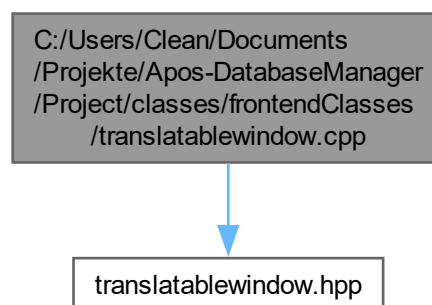 C:/Users/Clean/Documents
/Projekte/Apos-DatabaseManager
/Project/classes/frontendClasses
/translatablewindow.cpp
translatablewindow.hpp